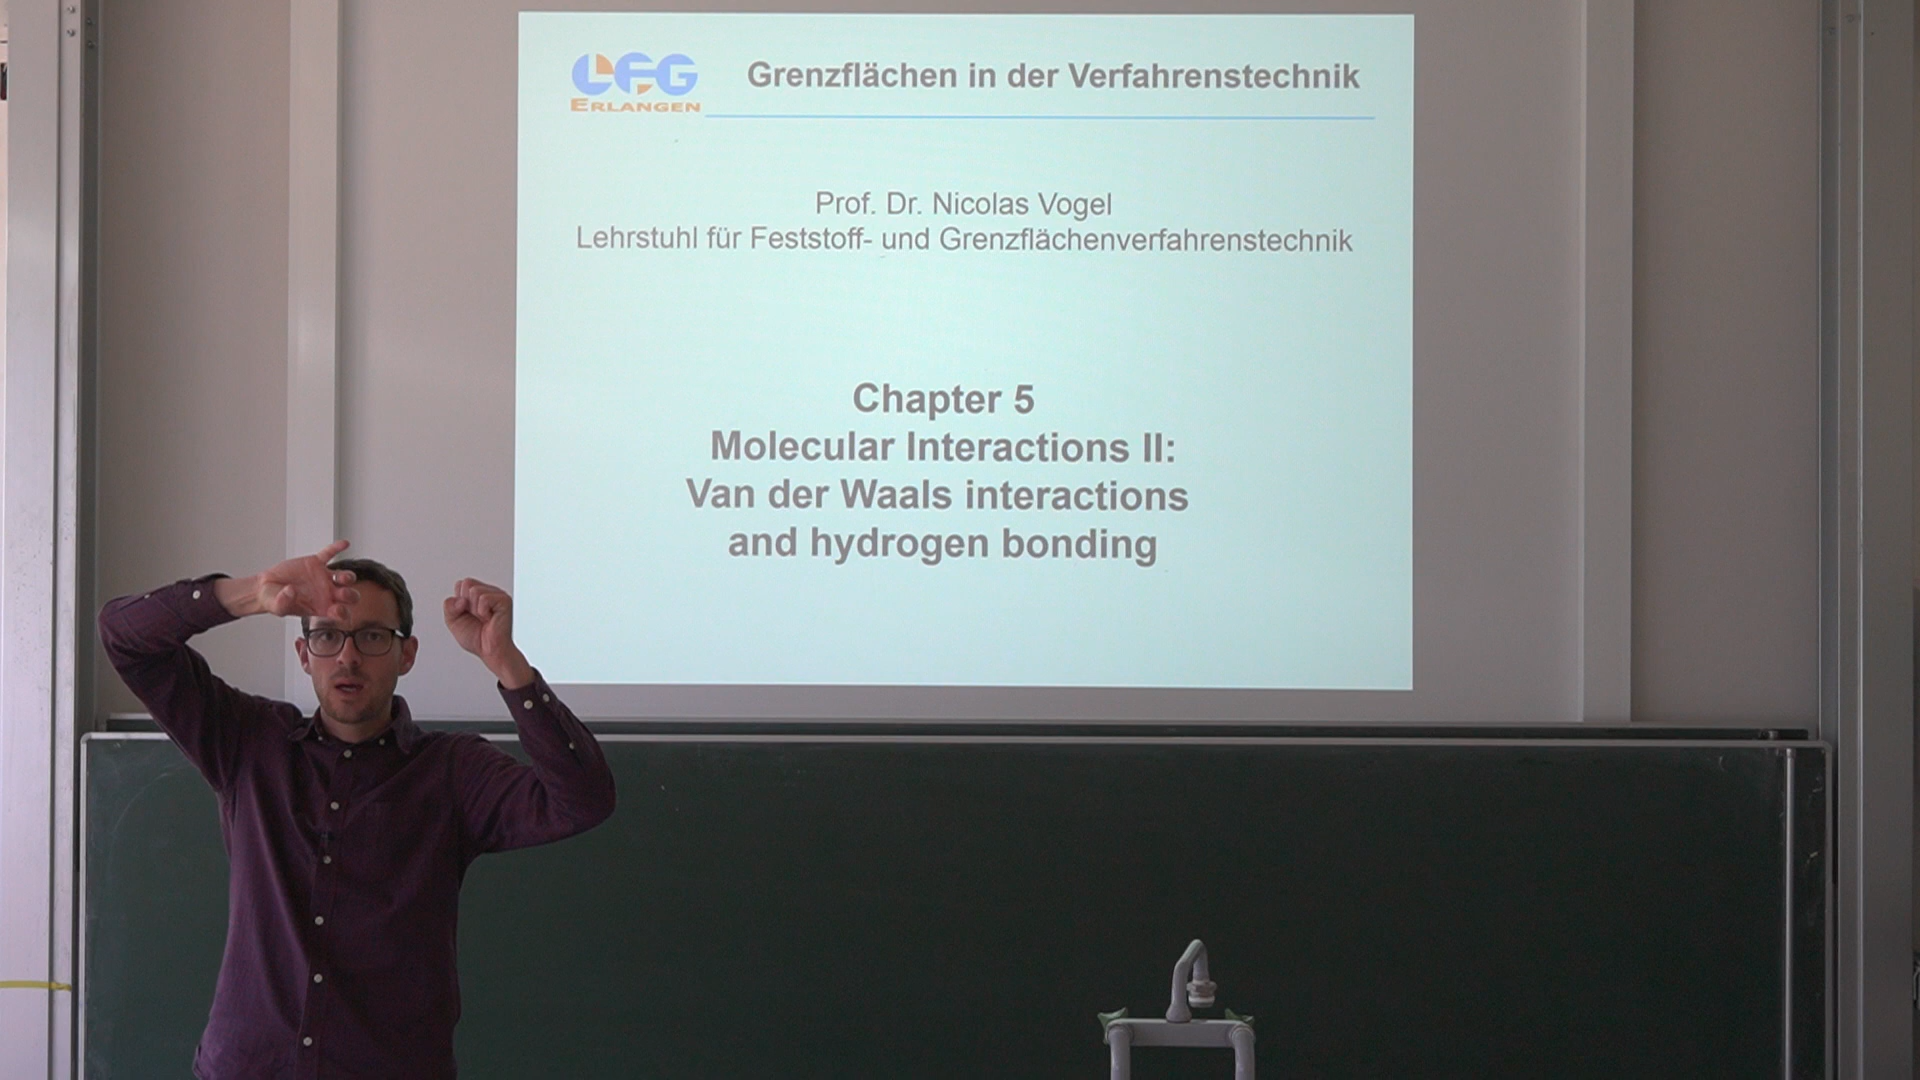 LFG
ERLANGEN
Grenzflächen in der Verfahrenstechnik
Prof. Dr. Nicolas Vogel
Lehrstuhl für Feststoff- und Grenzflächenverfahrenstechnik
Chapter 5
Molecular Interactions II:
Van der Waals interactions
and hydrogen bonding